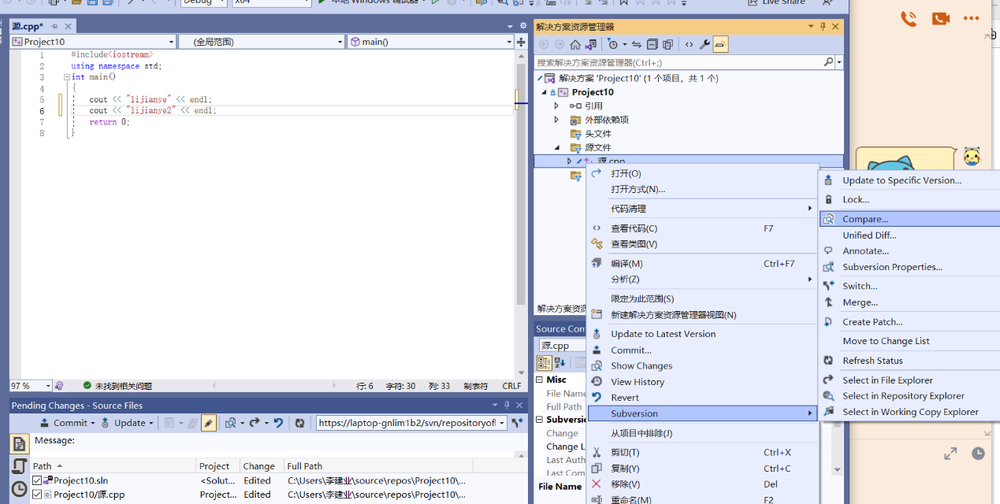 Debug
x64
本地 Windows 调试器
Live Share
源.cpp*
Project10
(全局范围)
main()
1 #include<iostream>
2 using namespace std;
3 int main()
4 {
5 cout << "lijianye" << endl;
6 cout << "lijianye2" << endl;
7 return 0;
8 }
97 %
未找到相关问题
行: 6
字符: 30
列: 33
制表符
CRLF
解决方案资源管理器
搜索解决方案资源管理器(Ctrl+;)
解决方案 'Project10' (1 个项目，共 1 个)
Project10
引用
外部依赖项
头文件
源文件
源.cpp
解决方案资源
Source Con
源.cpp
Misc
File Name
Full Path
Subversio
Change
Change L
Last Auth
Last Com
File Name
打开(O)
打开方式(N)...
代码清理
查看代码(C) F7
查看类图(V)
编译(M) Ctrl+F7
分析(Z)
限定为此范围(S)
新建解决方案资源管理器视图(N)
Update to Latest Version
Commit...
Show Changes
View History
Revert
Subversion
从项目中排除(J)
剪切(T) Ctrl+X
复制(Y) Ctrl+C
移除(V) Del
重命名(M) F2
Update to Specific Version...
Lock...
Compare...
Unified Diff...
Annotate...
Subversion Properties...
Switch...
Merge...
Create Patch...
Move to Change List
Refresh Status
Select in File Explorer
Select in Repository Explorer
Select in Working Copy Explorer
Pending Changes - Source Files
Commit
Update
https://laptop-gnlim1b2/svn/repositoryofl
Message:
Path Project Change Full Path
Project10.sln <Solut... Edited C:\Users\李建业\source\repos\Project10\...
Project10/源.cpp Project... Edited C:\Users\李建业\source\repos\Project10\...